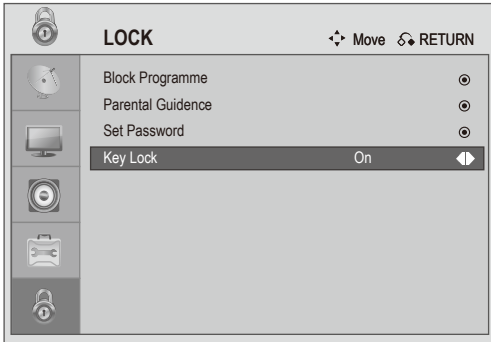 LOCK Move RETURN
Block Programme
Parental Guidence
Set Password
Key Lock On